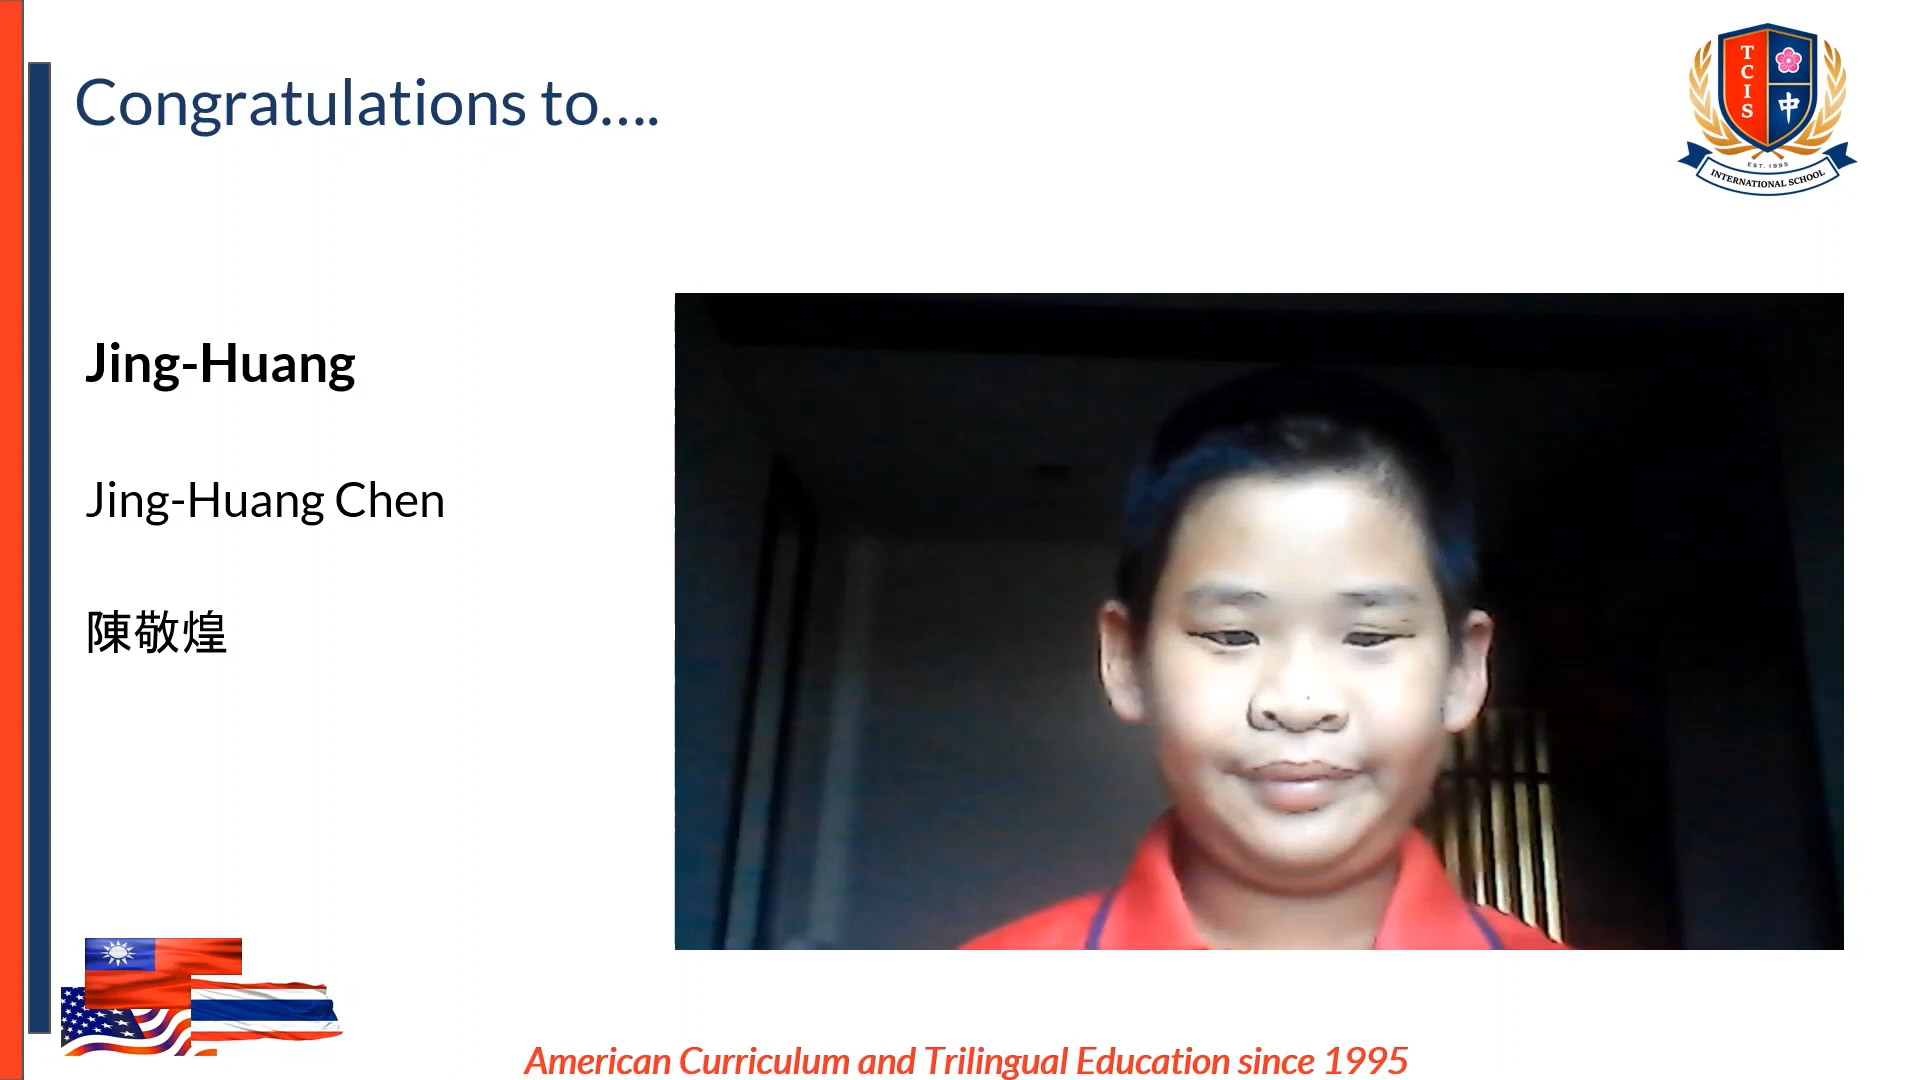 Congratulations to....
T
C
I
S
中
EST. 1995
INTERNATIONAL SCHOOL
Jing-Huang
Jing-Huang Chen
陳敬煌
American Curriculum and Trilingual Education since 1995